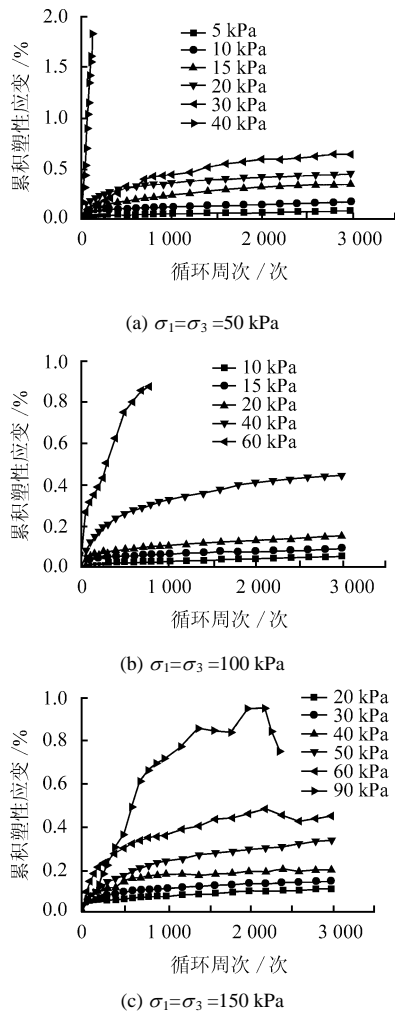 2.0
1.5
1.0
0.5
0.0
累积塑性应变 /%
5 kPa
10 kPa
15 kPa
20 kPa
30 kPa
40 kPa
0 1 000 2 000 3 000
循环周次 / 次
(a) σ1=σ3 =50 kPa
1.0
0.8
0.6
0.4
0.2
0.0
累积塑性应变 /%
10 kPa
15 kPa
20 kPa
40 kPa
60 kPa
0 1 000 2 000 3 000
循环周次 / 次
(b) σ1=σ3 =100 kPa
1.0
0.8
0.6
0.4
0.2
0.0
累积塑性应变 /%
20 kPa
30 kPa
40 kPa
50 kPa
60 kPa
90 kPa
0 1 000 2 000 3 000
循环周次 / 次
(c) σ1=σ3 =150 kPa